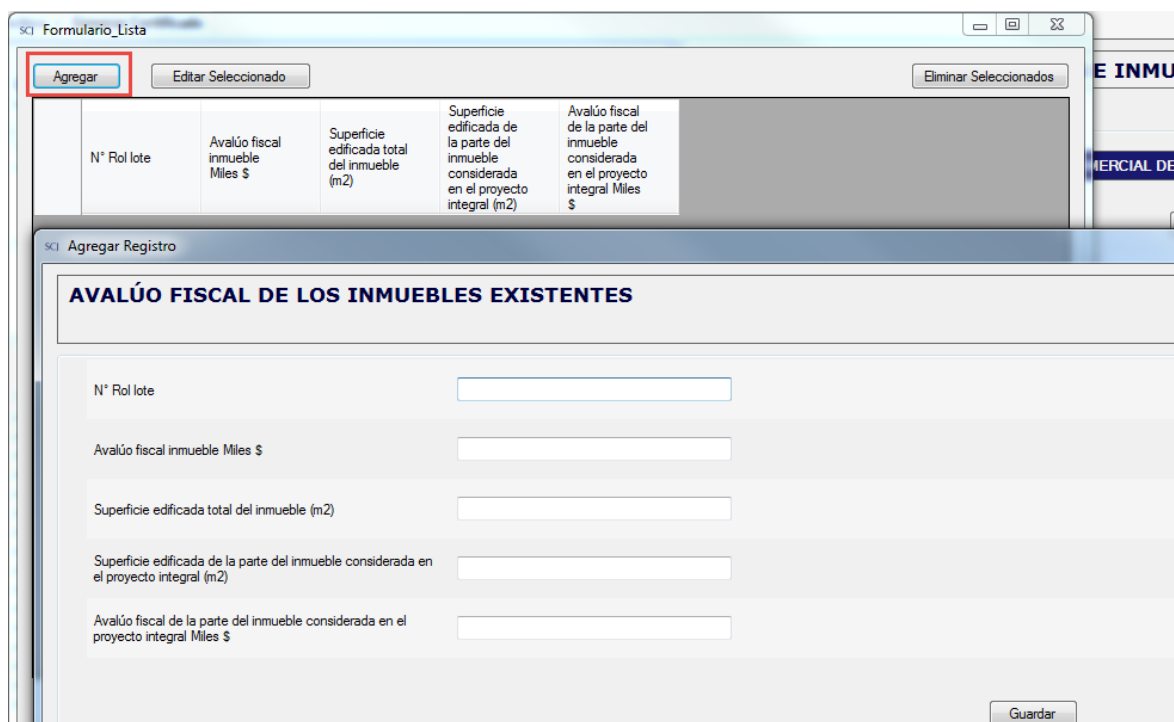 SCJ Formulario_Lista
Agregar
Editar Seleccionado
Eliminar Seleccionados
E INMU
N° Rol lote
Avalúo fiscal
inmueble
Miles $
Superficie
edificada total
del inmueble
(m2)
Superficie
edificada de
la parte del
inmueble
considerada
en el proyecto
integral (m2)
Avalúo fiscal
de la parte del
inmueble
considerada
en el proyecto
integral Miles
$
MERCIAL DE
SCJ Agregar Registro
AVALÚO FISCAL DE LOS INMUEBLES EXISTENTES
N° Rol lote
Avalúo fiscal inmueble Miles $
Superficie edificada total del inmueble (m2)
Superficie edificada de la parte del inmueble considerada en
el proyecto integral (m2)
Avalúo fiscal de la parte del inmueble considerada en el
proyecto integral Miles $
Guardar